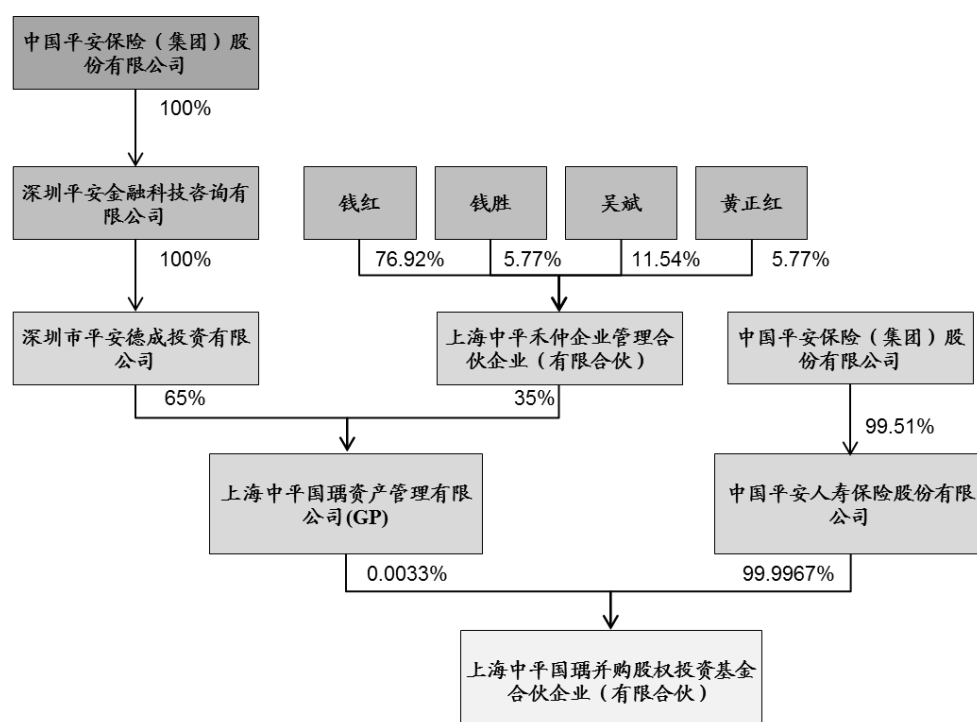 中国平安保险（集团）股
份有限公司
100%
深圳平安金融科技咨询有
限公司
钱红
钱胜
吴斌
黄正红
100%
76.92%
5.77%
11.54%
5.77%
深圳市平安德成投资有限
公司
上海中平禾仲企业管理合
伙企业（有限合伙）
中国平安保险（集团）股
份有限公司
65%
35%
99.51%
上海中平国瑀资产管理有限
公司(GP)
中国平安人寿保险股份有限
公司
0.0033%
99.9967%
上海中平国瑀并购股权投资基金
合伙企业（有限合伙）